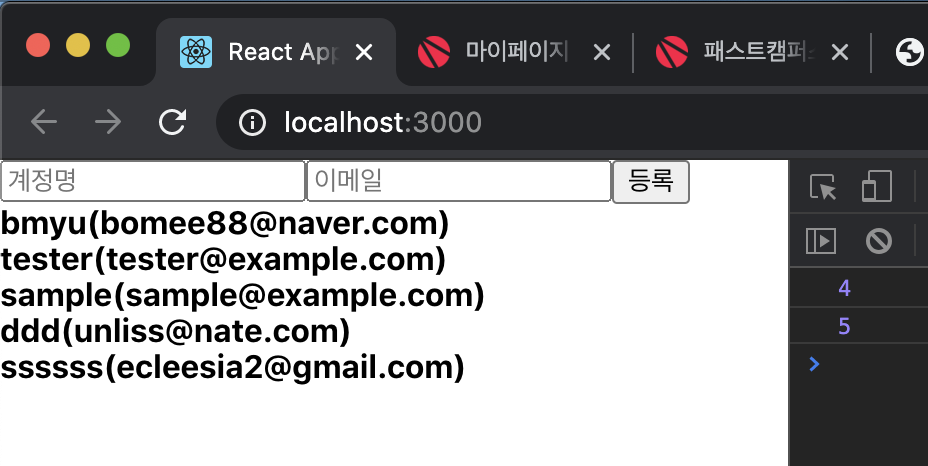 React App
마이페이지
패스트캠퍼스
localhost:3000
계정명 이메일 등록
bmyu(bomee88@naver.com)
tester(tester@example.com)
sample(sample@example.com)
ddd(unliss@nate.com)
ssssss(ecleesia2@gmail.com)
4
5